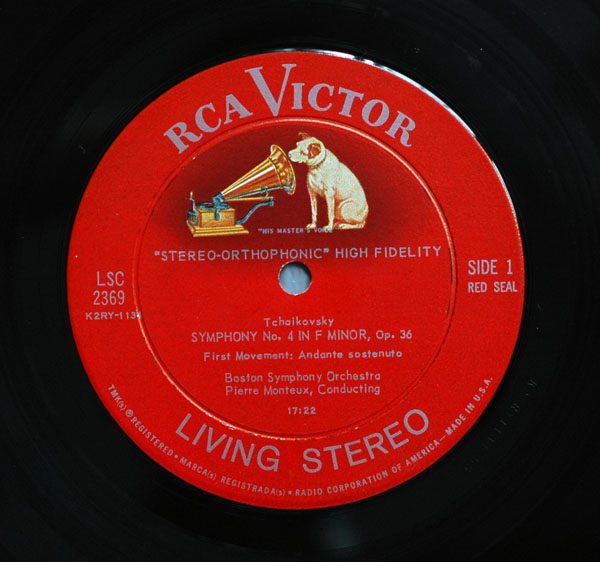 RCA VICTOR
"HIS MASTER'S VOICE"
"STEREO-ORTHOPHONIC" HIGH FIDELITY
LSC
2369
SIDE 1
RED SEAL
Tchaikovsky
SYMPHONY No. 4 IN F MINOR, Op. 36
First Movement: Andante sostenuto
Boston Symphony Orchestra
Pierre Monteux, Conducting
17:22
LIVING STEREO
TMK(s) ® REGISTERED • MARCA(s) REGISTRADA(s) • RADIO CORPORATION OF AMERICA—MADE IN U.S.A.